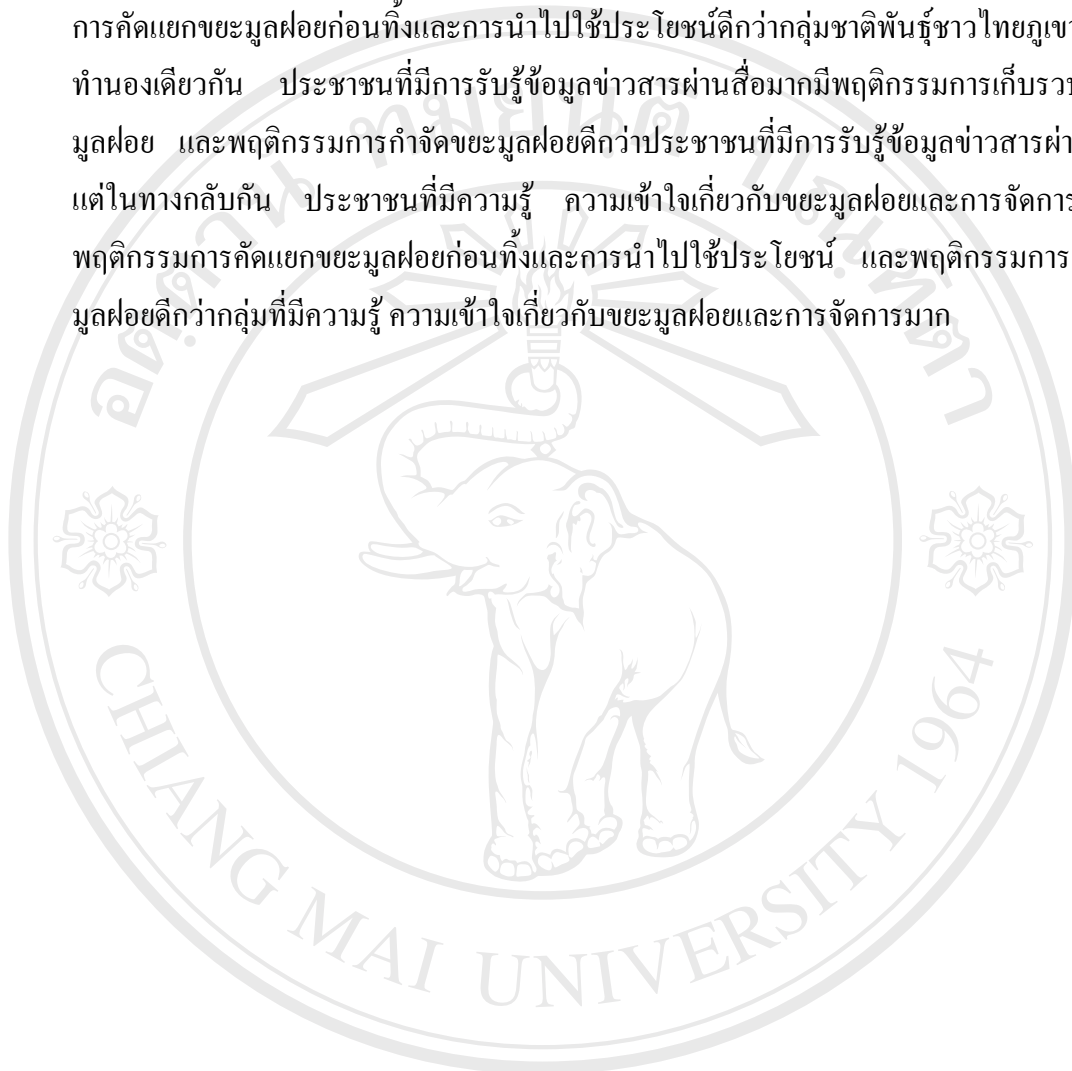 การคัดแยกขยะมูลฝอยก่อนทิ้งและการนำไปใช้ประโยชน์ดีกว่ากลุ่มชาติพันธุ์ชาวไทยภูเขา
ทำนองเดียวกัน ประชาชนที่มีการรับรู้ข้อมูลข่าวสารผ่านสื่อมากมีพฤติกรรมการเก็บรวบ
มูลฝอย และพฤติกรรมการกำจัดขยะมูลฝอยดีกว่าประชาชนที่มีการรับรู้ข้อมูลข่าวสารผ่า
แต่ในทางกลับกัน ประชาชนที่มีความรู้ ความเข้าใจเกี่ยวกับขยะมูลฝอยและการจัดการ
พฤติกรรมการคัดแยกขยะมูลฝอยก่อนทิ้งและการนำไปใช้ประโยชน์ และพฤติกรรมการ
มูลฝอยดีกว่ากลุ่มที่มีความรู้ ความเข้าใจเกี่ยวกับขยะมูลฝอยและการจัดการมาก
อตฺตานํ ทมยนฺติ ปณฺฑิตา
CHIANG MAI UNIVERSITY 1964